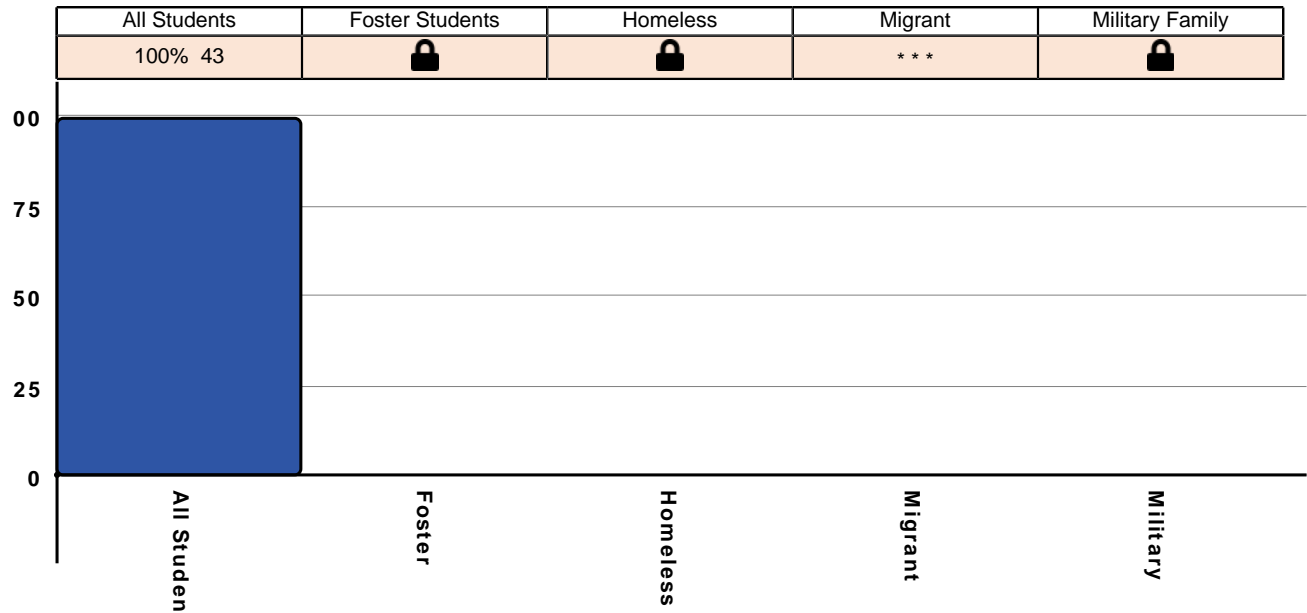 All Students Foster Students Homeless Migrant Military Family
100% 43 * * *
00
75
50
25
0
All Studen
Foster
Homeless
Migrant
Military